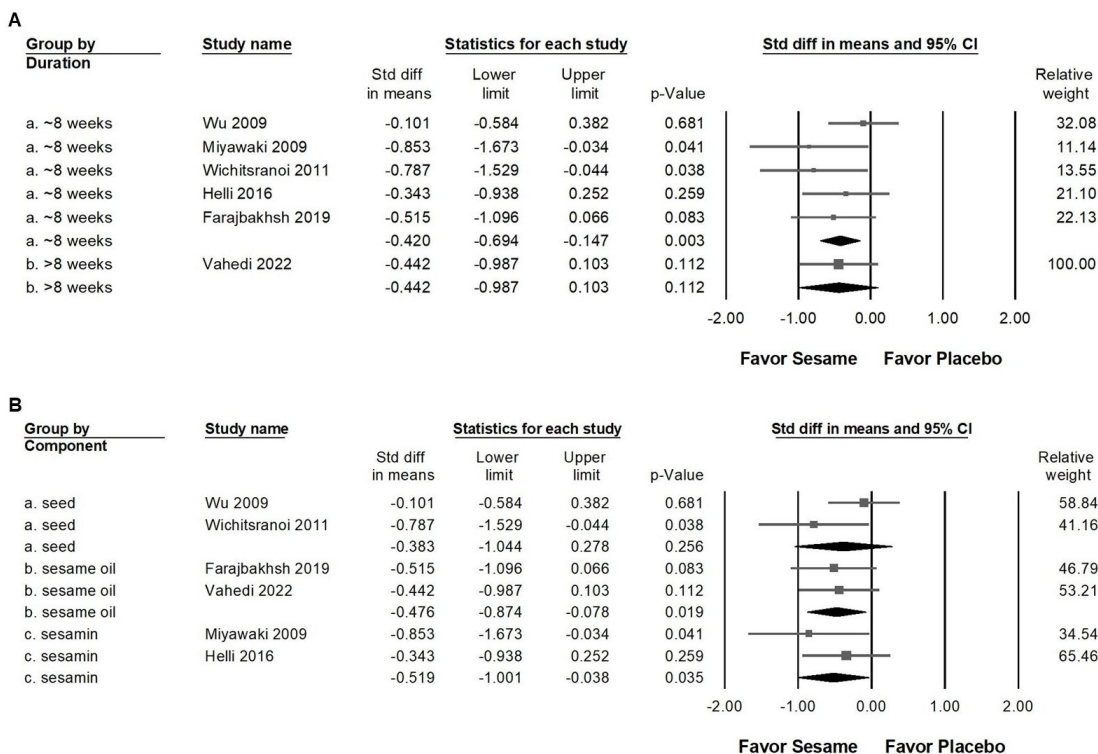 A
Group by Study name Statistics for each study Std diff in means and 95% CI
Duration
Std diff Lower Upper Relative
in means limit limit p-Value weight
a. ~8 weeks Wu 2009 -0.101 -0.584 0.382 0.681 32.08
a. ~8 weeks Miyawaki 2009 -0.853 -1.673 -0.034 0.041 11.14
a. ~8 weeks Wichitsranoi 2011 -0.787 -1.529 -0.044 0.038 13.55
a. ~8 weeks Helli 2016 -0.343 -0.938 0.252 0.259 21.10
a. ~8 weeks Farajbakhsh 2019 -0.515 -1.096 0.066 0.083 22.13
a. ~8 weeks -0.420 -0.694 -0.147 0.003
b. >8 weeks Vahedi 2022 -0.442 -0.987 0.103 0.112 100.00
b. >8 weeks -0.442 -0.987 0.103 0.112
-2.00 -1.00 0.00 1.00 2.00
Favor Sesame Favor Placebo
B
Group by Study name Statistics for each study Std diff in means and 95% CI
Component
Std diff Lower Upper Relative
in means limit limit p-Value weight
a. seed Wu 2009 -0.101 -0.584 0.382 0.681 58.84
a. seed Wichitsranoi 2011 -0.787 -1.529 -0.044 0.038 41.16
a. seed -0.383 -1.044 0.278 0.256
b. sesame oil Farajbakhsh 2019 -0.515 -1.096 0.066 0.083 46.79
b. sesame oil Vahedi 2022 -0.442 -0.987 0.103 0.112 53.21
b. sesame oil -0.476 -0.874 -0.078 0.019
c. sesamin Miyawaki 2009 -0.853 -1.673 -0.034 0.041 34.54
c. sesamin Helli 2016 -0.343 -0.938 0.252 0.259 65.46
c. sesamin -0.519 -1.001 -0.038 0.035
-2.00 -1.00 0.00 1.00 2.00
Favor Sesame Favor Placebo